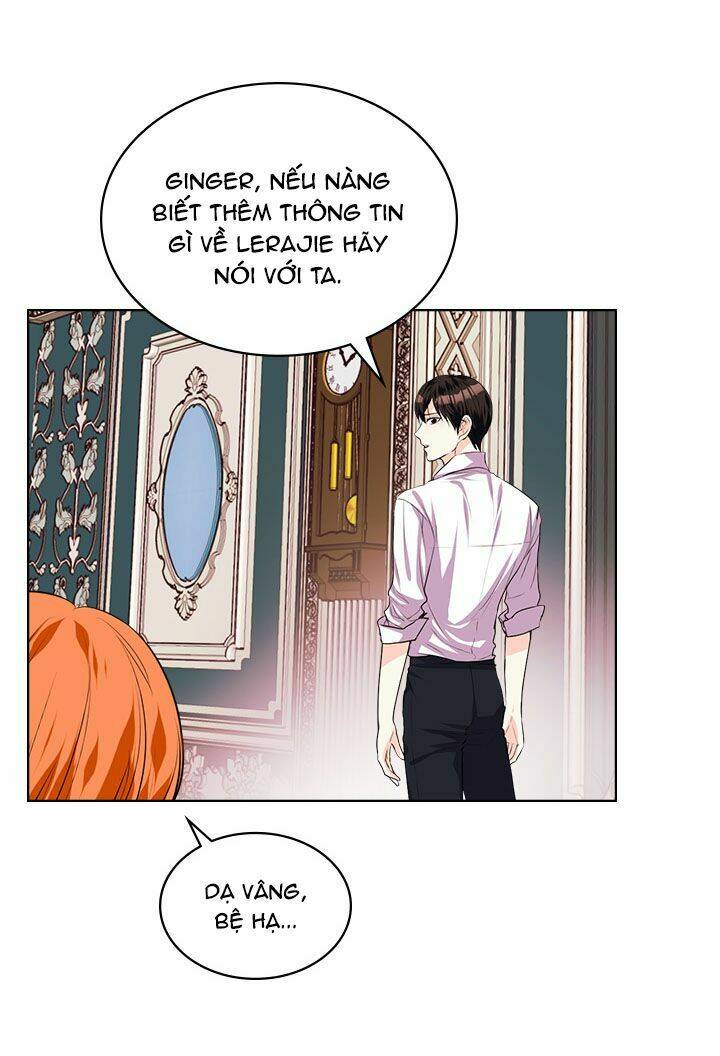 GINGER, NẾU NÀNG
BIẾT THÊM THÔNG TIN
GÌ VỀ LERAJIE HÃY
NÓI VỚI TA.
DẠ VÂNG,
BỆ HẠ...